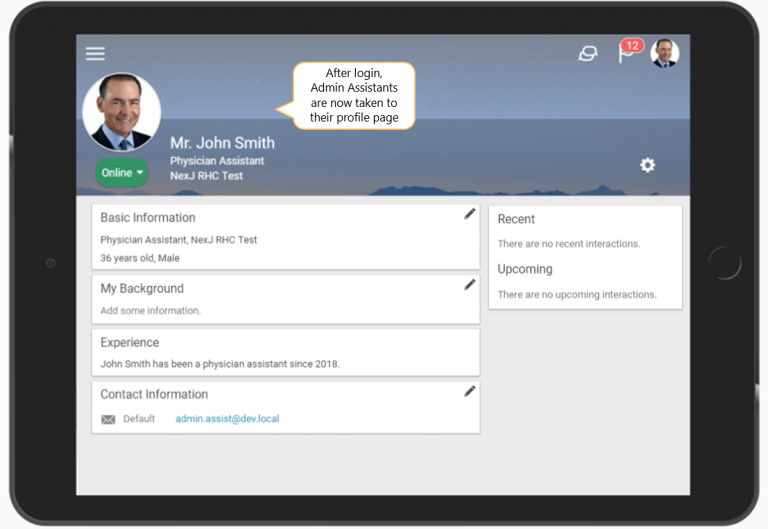 12
After login,
Admin Assistants
are now taken to
their profile page
Mr. John Smith
Physician Assistant
NexJ RHC Test
Online
Basic Information
Physician Assistant, NexJ RHC Test
36 years old, Male
My Background
Add some information.
Experience
John Smith has been a physician assistant since 2018.
Contact Information
Default admin.assist@dev.local
Recent
There are no recent interactions.
Upcoming
There are no upcoming interactions.